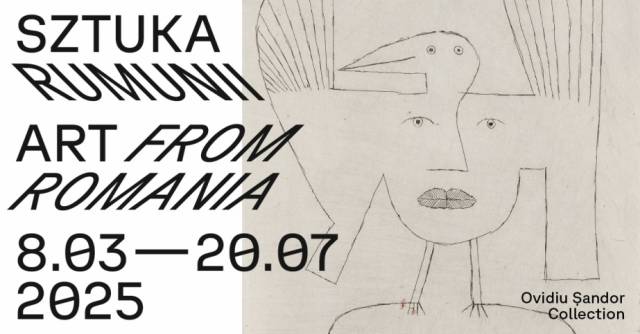 SZTUKA
RUMUNII
ART FROM
ROMANIA
8.03—20.07
2025
Ovidiu Șandor
Collection